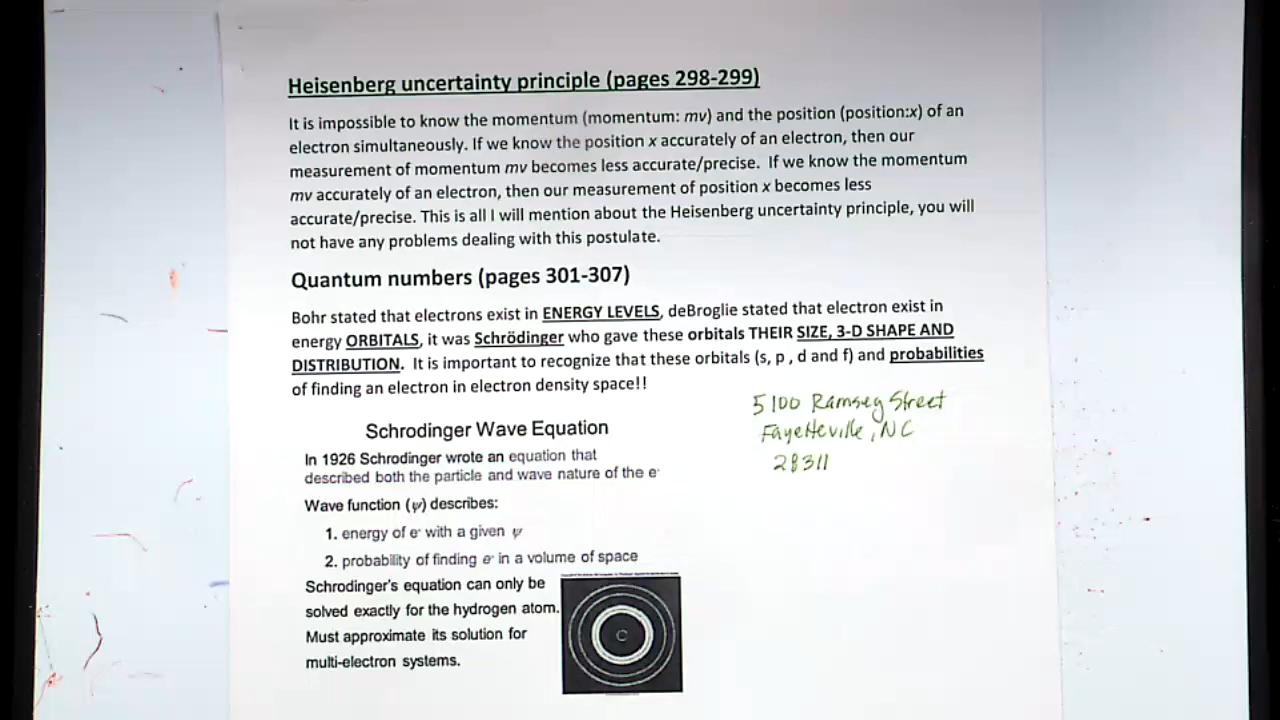 Heisenberg uncertainty principle (pages 298-299)
It is impossible to know the momentum (momentum: mv) and the position (position:x) of an
electron simultaneously. If we know the position x accurately of an electron, then our
measurement of momentum mv becomes less accurate/precise. If we know the momentum
mv accurately of an electron, then our measurement of position x becomes less
accurate/precise. This is all I will mention about the Heisenberg uncertainty principle, you will
not have any problems dealing with this postulate.
Quantum numbers (pages 301-307)
Bohr stated that electrons exist in ENERGY LEVELS, deBroglie stated that electron exist in
energy ORBITALS, it was Schrödinger who gave these orbitals THEIR SIZE, 3-D SHAPE AND
DISTRIBUTION. It is important to recognize that these orbitals (s, p , d and f) and probabilities
of finding an electron in electron density space!!
5100 Ramsey Street
Fayetteville, NC
28311
Schrodinger Wave Equation
In 1926 Schrodinger wrote an equation that
described both the particle and wave nature of the e-
Wave function (ψ) describes:
1. energy of e- with a given ψ
2. probability of finding e- in a volume of space
Schrodinger's equation can only be
solved exactly for the hydrogen atom.
Must approximate its solution for
multi-electron systems.